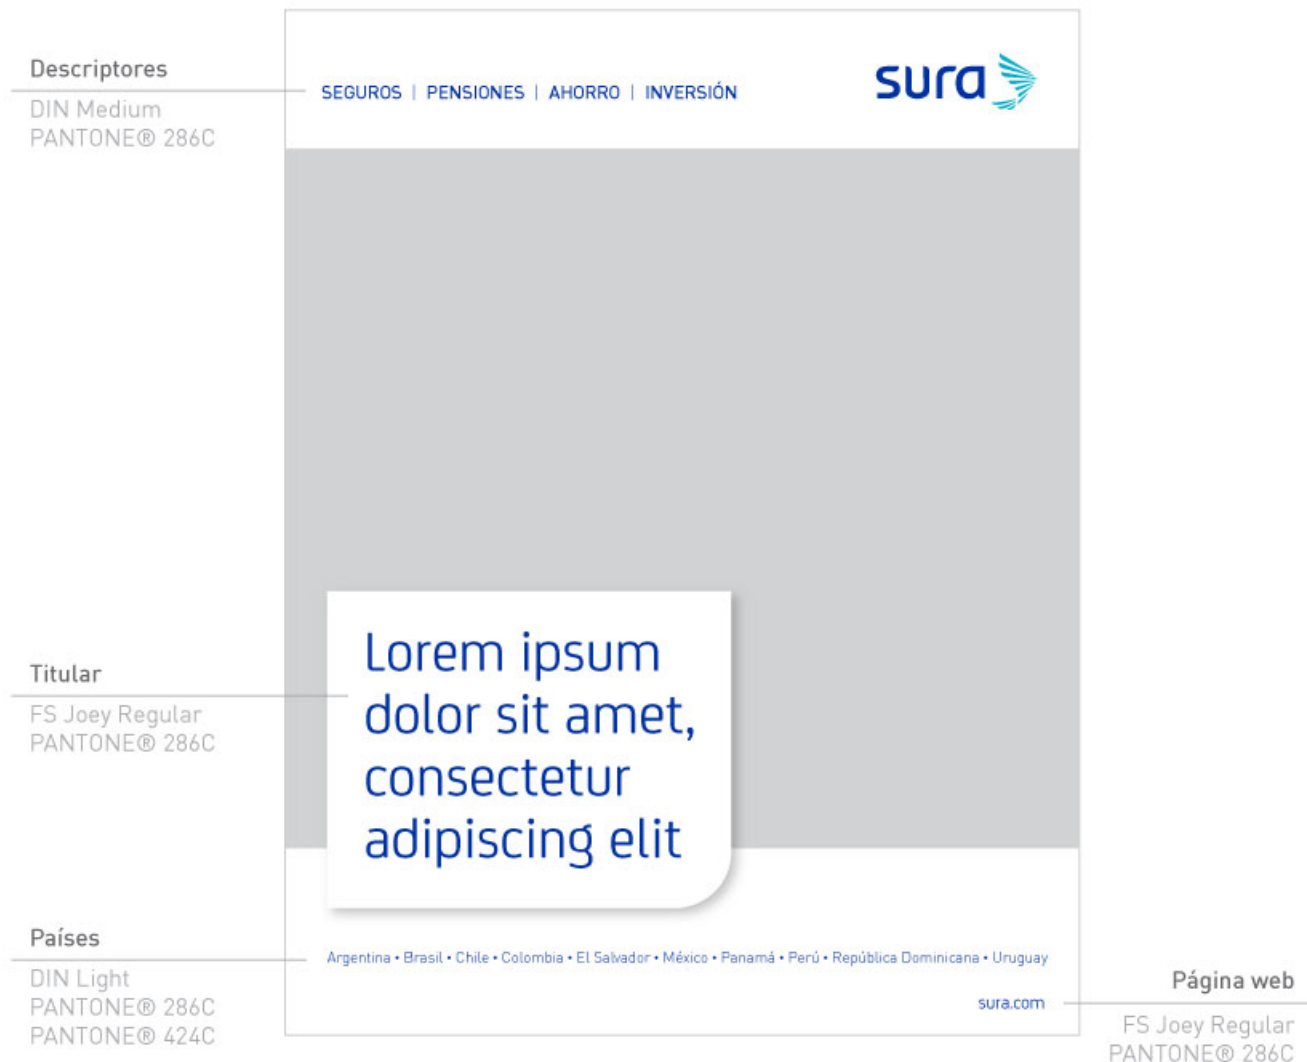 Descriptores
DIN Medium
PANTONE® 286C
SEGUROS | PENSIONES | AHORRO | INVERSIÓN
sura
Titular
FS Joey Regular
PANTONE® 286C
Lorem ipsum
dolor sit amet,
consectetur
adipiscing elit
Países
DIN Light
PANTONE® 286C
PANTONE® 424C
Argentina • Brasil • Chile • Colombia • El Salvador • México • Panamá • Perú • República Dominicana • Uruguay
sura.com
Página web
FS Joey Regular
PANTONE® 286C